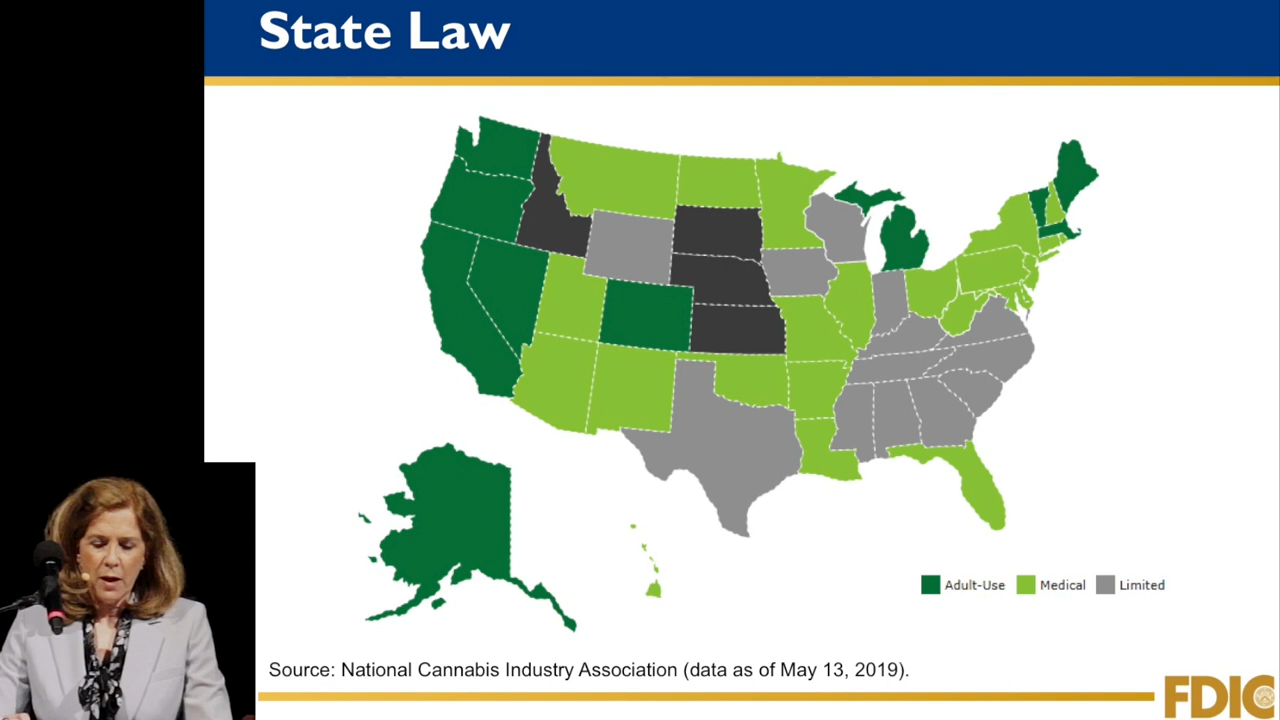 State Law
Adult-Use Medical Limited
Source: National Cannabis Industry Association (data as of May 13, 2019).
FDIC